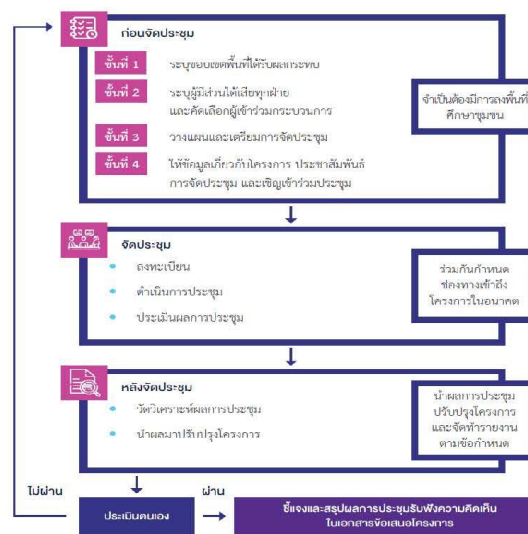 ก่อนจัดประชุม
ขั้นที่ 1 ระบุขอบเขตพื้นที่ได้รับผลกระทบ
ขั้นที่ 2 ระบุผู้มีส่วนได้เสียทุกฝ่าย
และคัดเลือกผู้เข้าร่วมกระบวนการ
ขั้นที่ 3 วางแผนและเตรียมการจัดประชุม
ขั้นที่ 4 ให้ข้อมูลเกี่ยวกับโครงการ ประชาสัมพันธ์
การจัดประชุม และเชิญเข้าร่วมประชุม
จำเป็นต้องมีการลงพื้นที่
ศึกษาชุมชน
จัดประชุม
ลงทะเบียน
ดำเนินการประชุม
ประเมินผลการประชุม
ร่วมกันกำหนด
ช่องทางเข้าถึง
โครงการในอนาคต
หลังจัดประชุม
วัดวิเคราะห์ผลการประชุม
นำผลมาปรับปรุงโครงการ
นำผลการประชุม
ปรับปรุงโครงการ
และจัดทำรายงาน
ตามข้อกำหนด
ไม่ผ่าน
ประเมินตนเอง
ผ่าน
ชี้แจงและสรุปผลการประชุมรับฟังความคิดเห็น
ในเอกสารข้อเสนอโครงการ